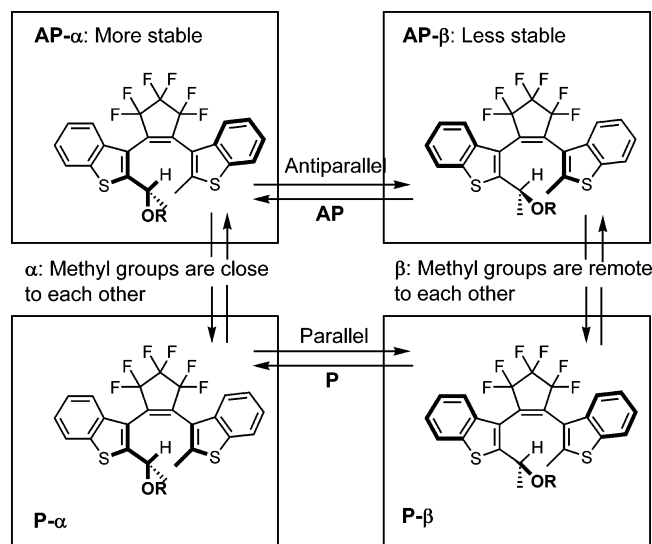 AP-α: More stable
F F F F F F
S
H
OR
S
AP-β: Less stable
F F F F F F
S
H
OR
S
Antiparallel
AP
α: Methyl groups are close
to each other
β: Methyl groups are remote
to each other
Parallel
P
F F F F F F
S
H
OR
S
P-α
F F F F F F
S
H
OR
S
P-β